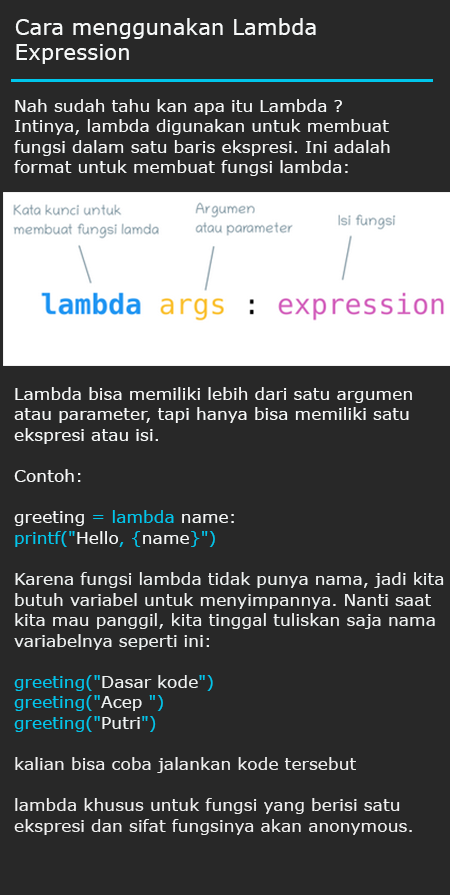 Cara menggunakan Lambda
Expression
Nah sudah tahu kan apa itu Lambda ?
Intinya, lambda digunakan untuk membuat
fungsi dalam satu baris ekspresi. Ini adalah
format untuk membuat fungsi lambda:
Kata kunci untuk
membuat fungsi lamda
Argumen
atau parameter
Isi fungsi
lambda args : expression
Lambda bisa memiliki lebih dari satu argumen
atau parameter, tapi hanya bisa memiliki satu
ekspresi atau isi.
Contoh:
greeting = lambda name:
printf("Hello, {name}")
Karena fungsi lambda tidak punya nama, jadi kita
butuh variabel untuk menyimpannya. Nanti saat
kita mau panggil, kita tinggal tuliskan saja nama
variabelnya seperti ini:
greeting("Dasar kode")
greeting("Acep ")
greeting("Putri")
kalian bisa coba jalankan kode tersebut
lambda khusus untuk fungsi yang berisi satu
ekspresi dan sifat fungsinya akan anonymous.